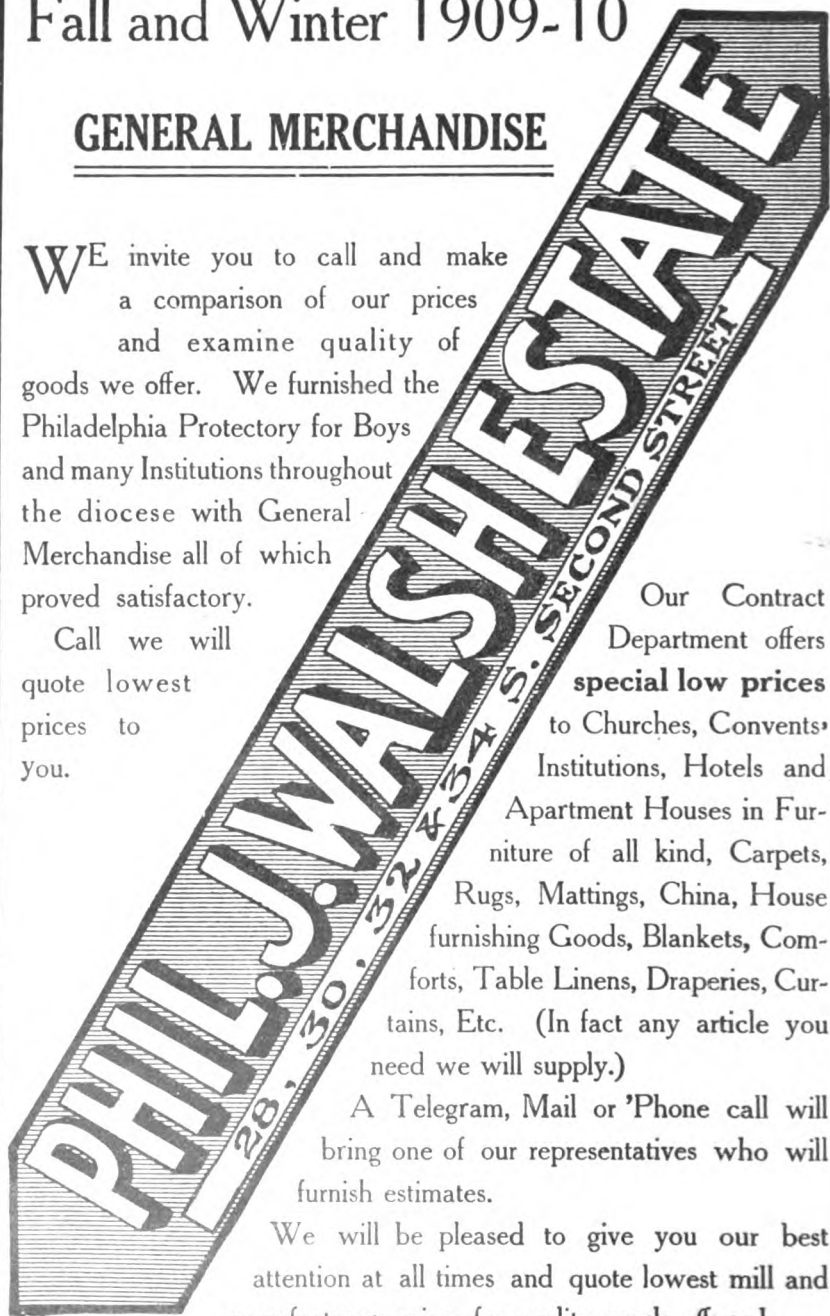 Fall and Winter 1909-10
GENERAL MERCHANDISE
WE invite you to call and make
a comparison of our prices
and examine quality of
goods we offer. We furnished the
Philadelphia Protectory for Boys
and many Institutions throughout
the diocese with General
Merchandise all of which
proved satisfactory.
Call we will
quote lowest
prices to
you.
PHIL. J. WALSH ESTATE
28, 30, 32 & 34 S. SECOND STREET
Our Contract
Department offers
special low prices
to Churches, Convents,
Institutions, Hotels and
Apartment Houses in Fur-
niture of all kind, Carpets,
Rugs, Mattings, China, House
furnishing Goods, Blankets, Com-
forts, Table Linens, Draperies, Cur-
tains, Etc. (In fact any article you
need we will supply.)
A Telegram, Mail or 'Phone call will
bring one of our representatives who will
furnish estimates.
We will be pleased to give you our best
attention at all times and quote lowest mill and